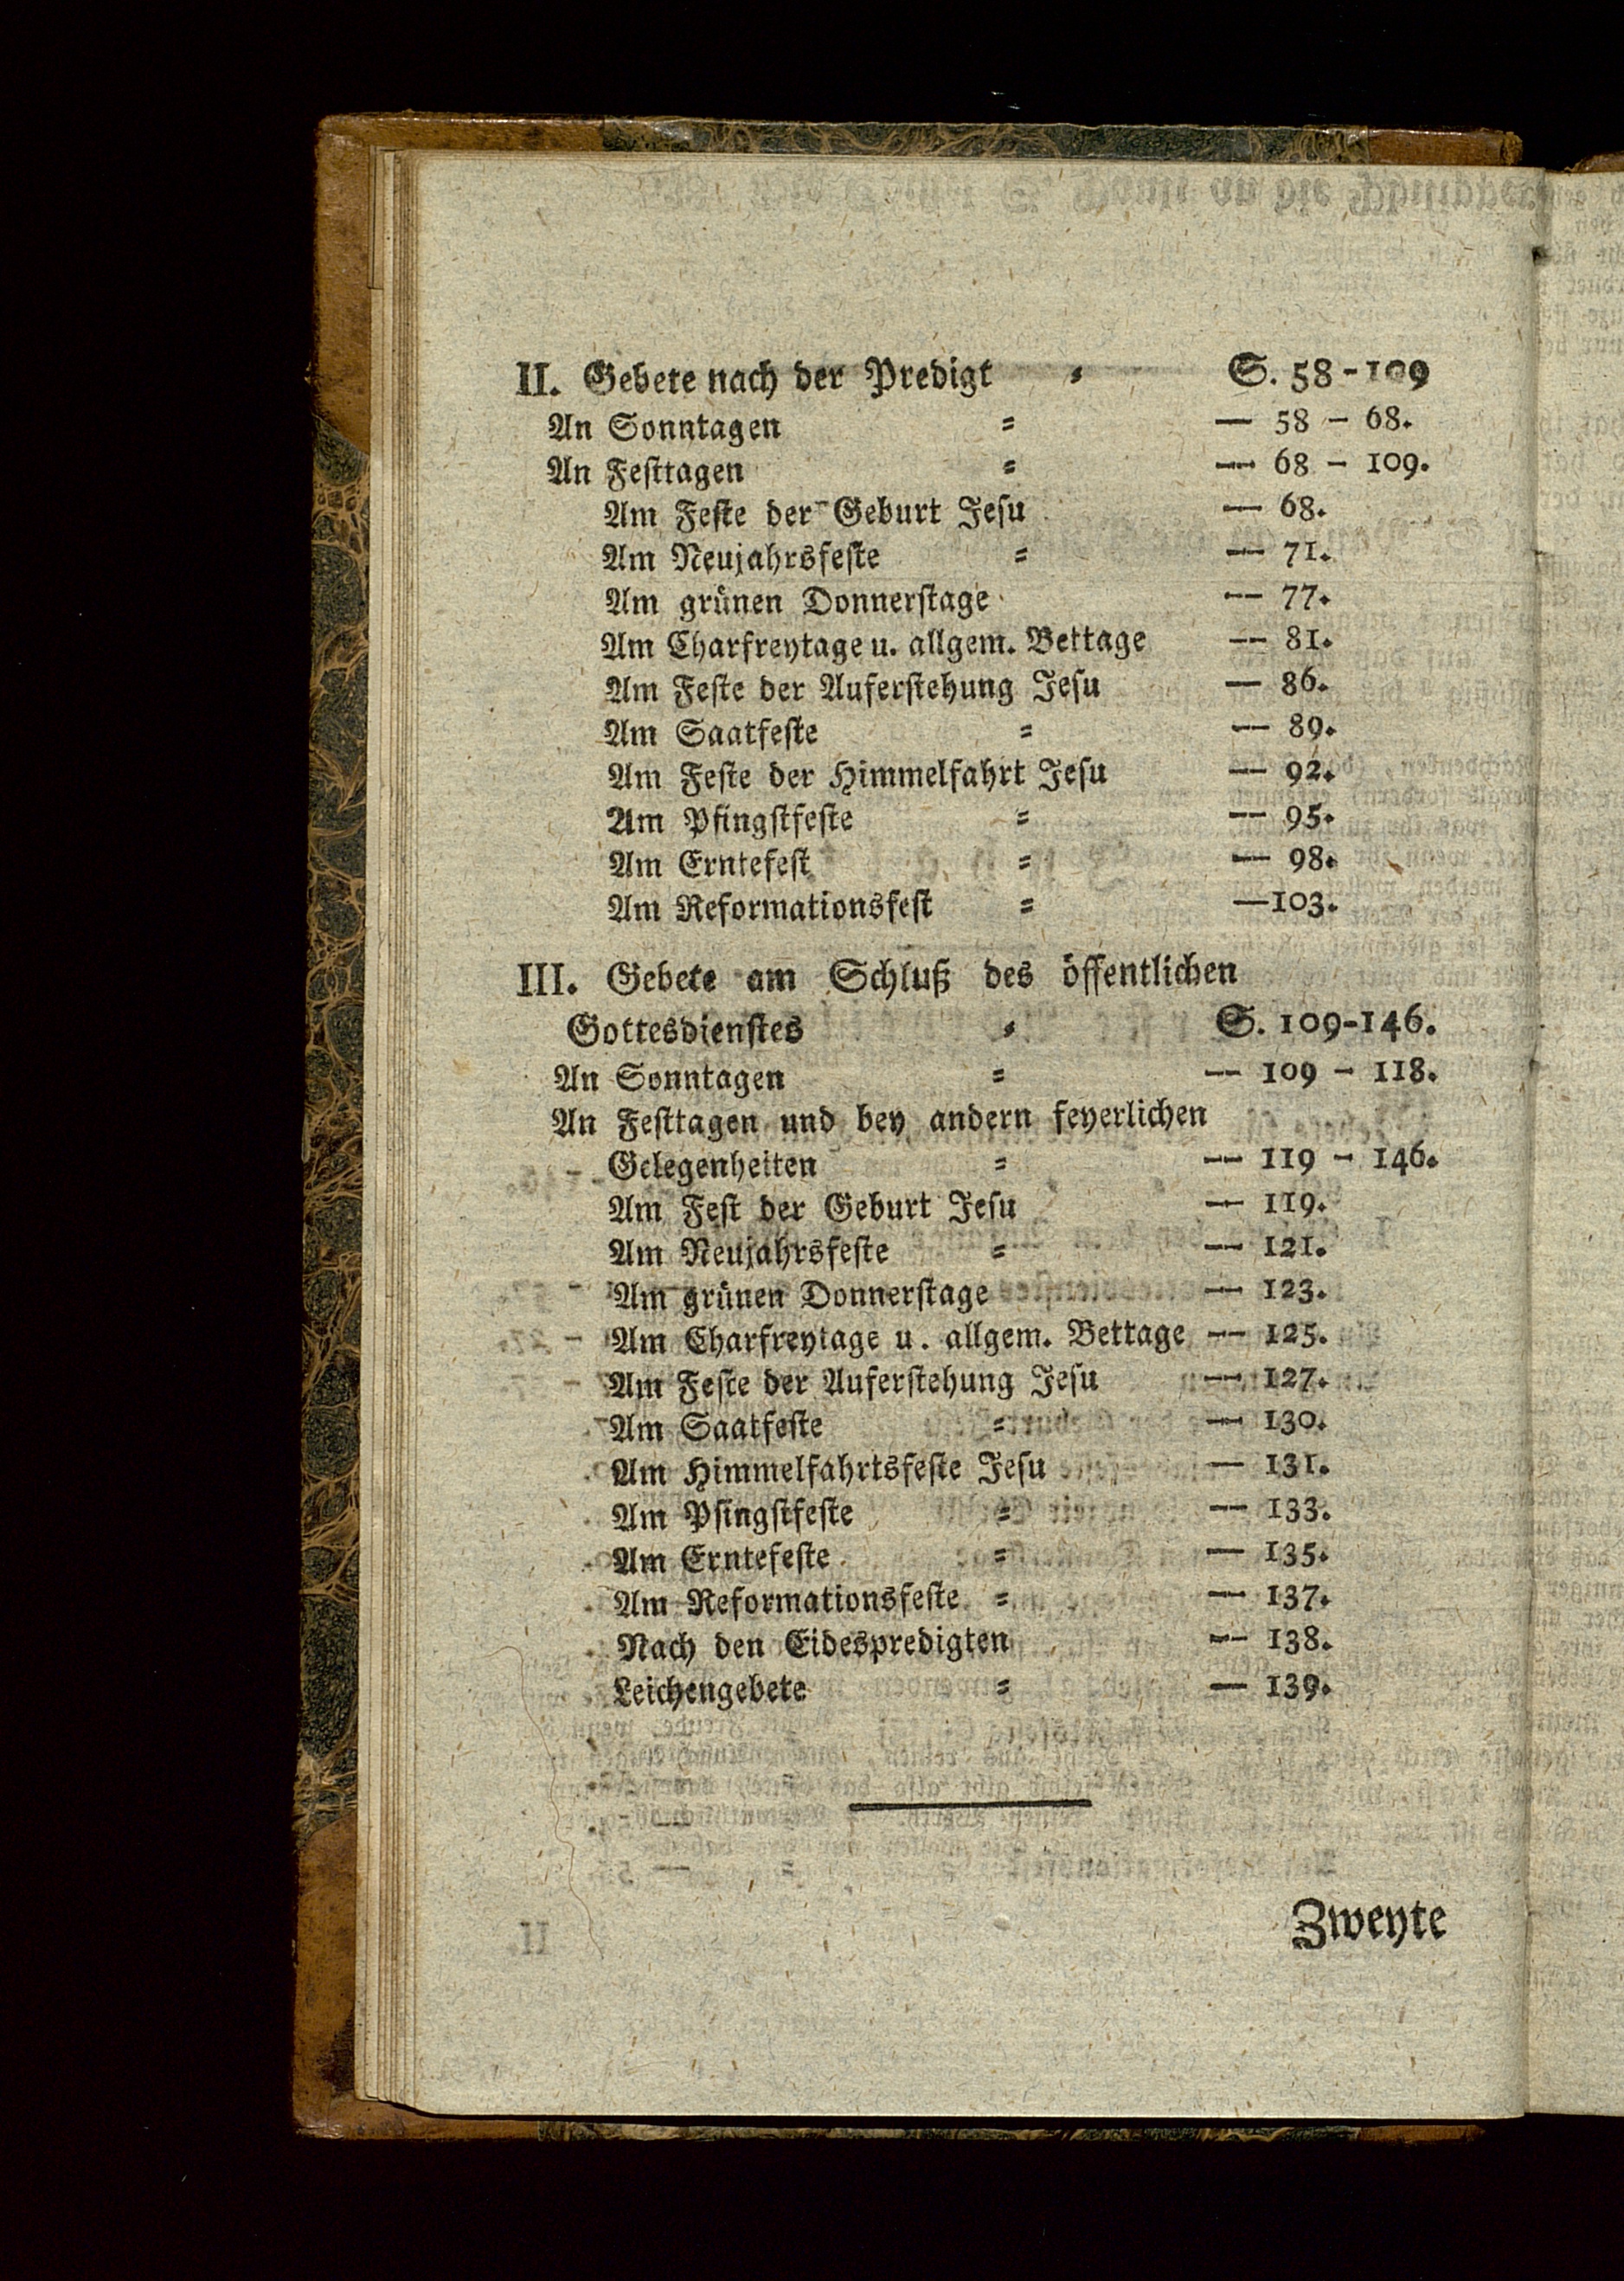 II. Gebete nach der Predigt = S. 58-109
An Sonntagen = — 58 - 68.
An Festtagen = — 68 - 109.
Am Feste der Geburt Jesu — 68.
Am Neujahrsfeste = — 71.
Am grünen Donnerstage — 77.
Am Charfreytage u. allgem. Bettage — 81.
Am Feste der Auferstehung Jesu — 86.
Am Saatfeste = — 89.
Am Feste der Himmelfahrt Jesu — 92.
Am Pfingstfeste = — 95.
Am Erntefest = — 98.
Am Reformationsfest = —103.
III. Gebete am Schluß des öffentlichen
Gottesdienstes = S. 109-146.
An Sonntagen = — 109 - 118.
An Festtagen und bey andern feyerlichen
Gelegenheiten = — 119 - 146.
Am Fest der Geburt Jesu — 119.
Am Neujahrsfeste = — 121.
Am grünen Donnerstage — 123.
Am Charfreytage u. allgem. Bettage — 125.
Am Feste der Auferstehung Jesu — 127.
Am Saatfeste = — 130.
Am Himmelfahrtsfeste Jesu — 131.
Am Pfingstfeste = — 133.
Am Erntefeste = — 135.
Am Reformationsfeste = — 137.
Nach den Eidespredigten — 138.
Leichengebete = — 139.
Zweyte